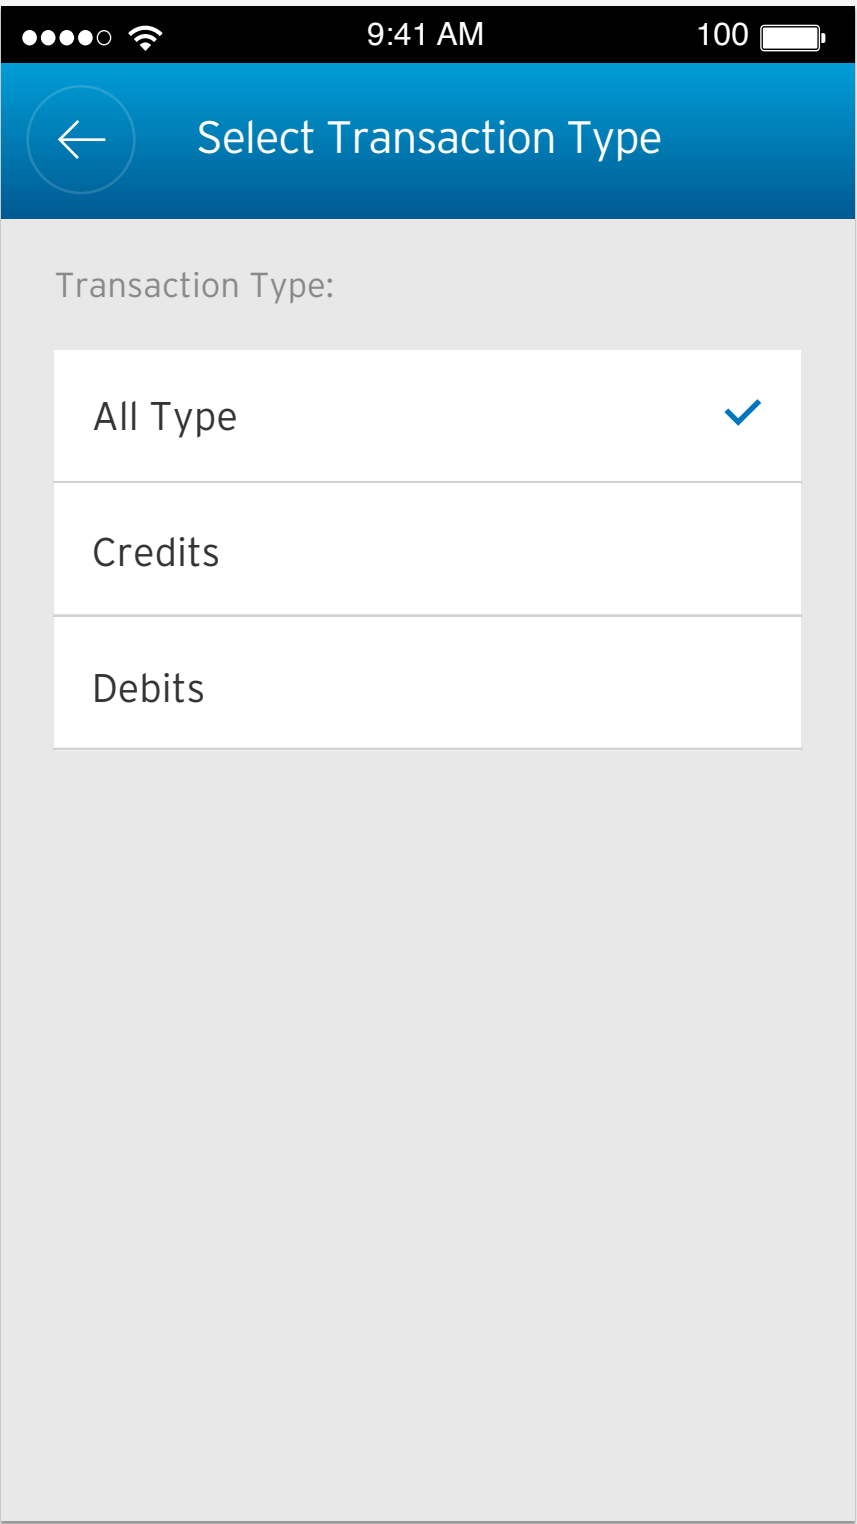 9:41 AM 100
Select Transaction Type
Transaction Type:
All Type
Credits
Debits